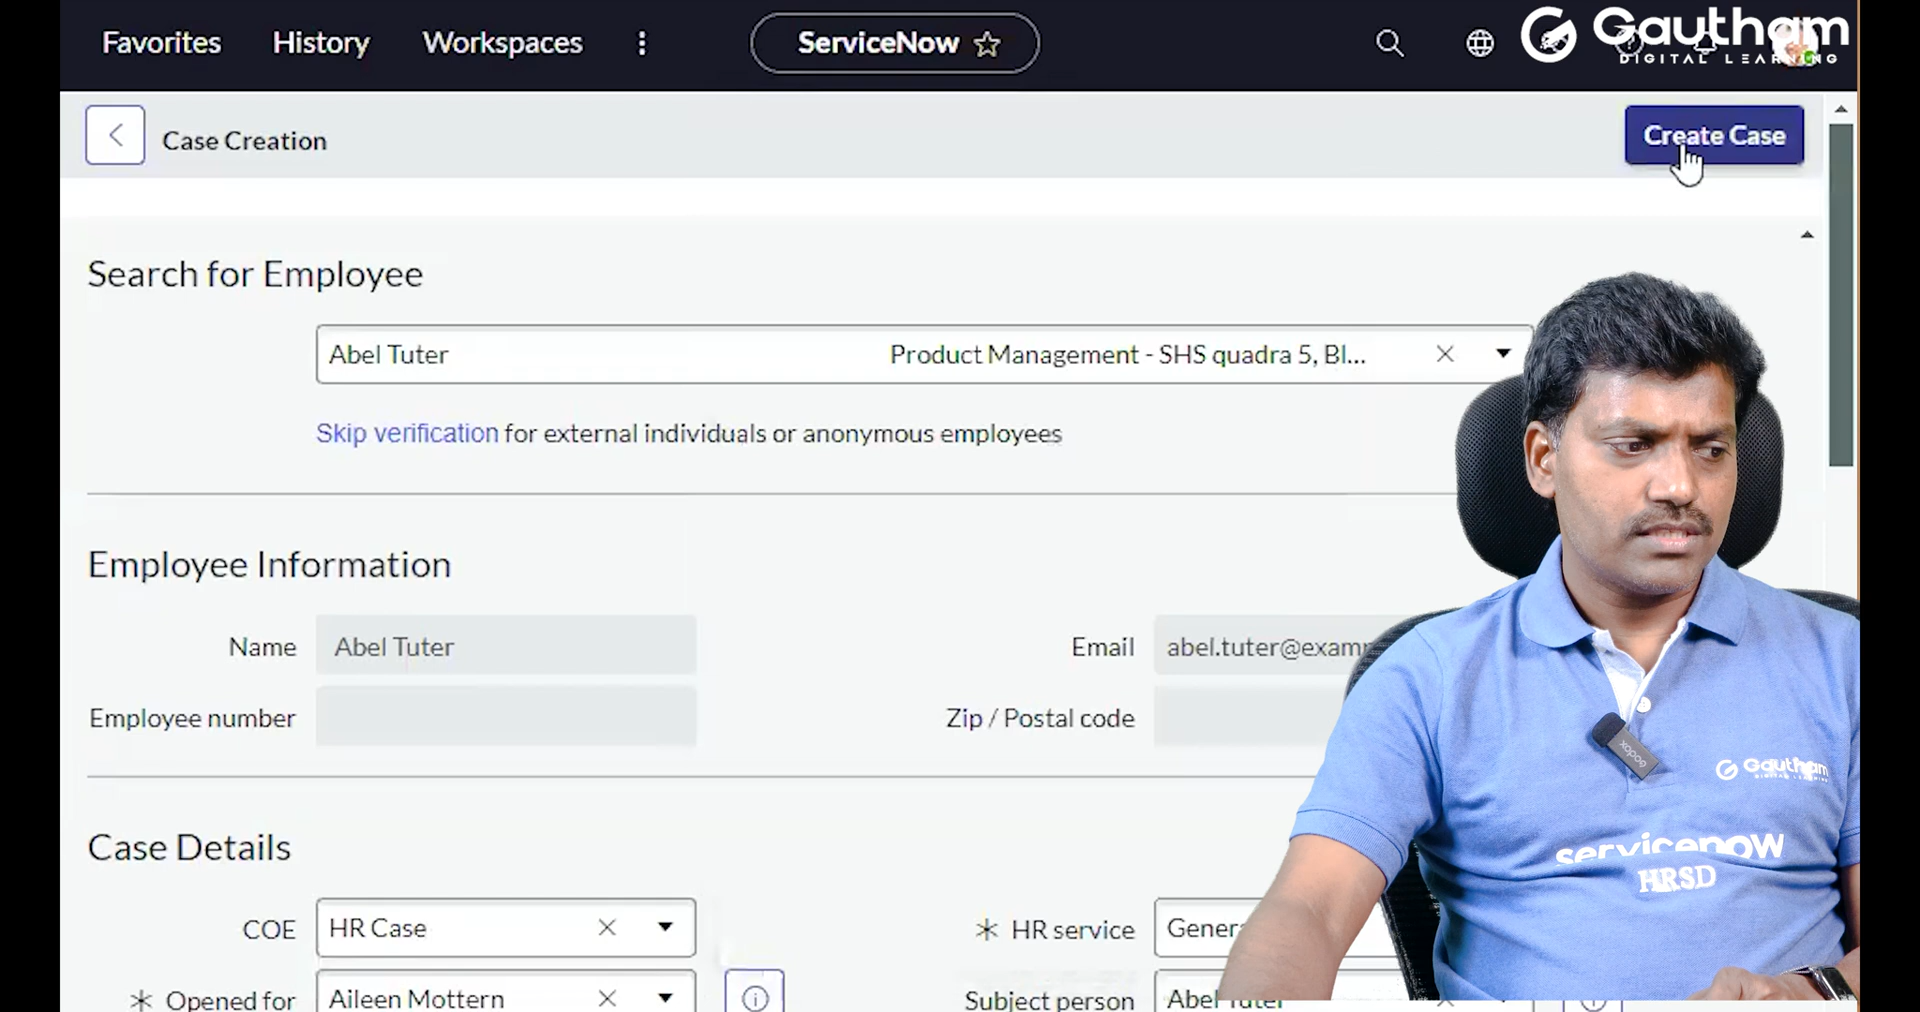 Favorites History Workspaces ServiceNow
Gautham
DIGITAL LEARNING
Case Creation Create Case
Search for Employee
Abel Tuter Product Management - SHS quadra 5, Bl...
Skip verification for external individuals or anonymous employees
Employee Information
Name Abel Tuter Email
Employee number Zip / Postal code
Case Details
COE HR Case * HR service
* Opened for Aileen Mottern Subject person Abel Tuter
Godox
Gautham
servicenow
HRSD